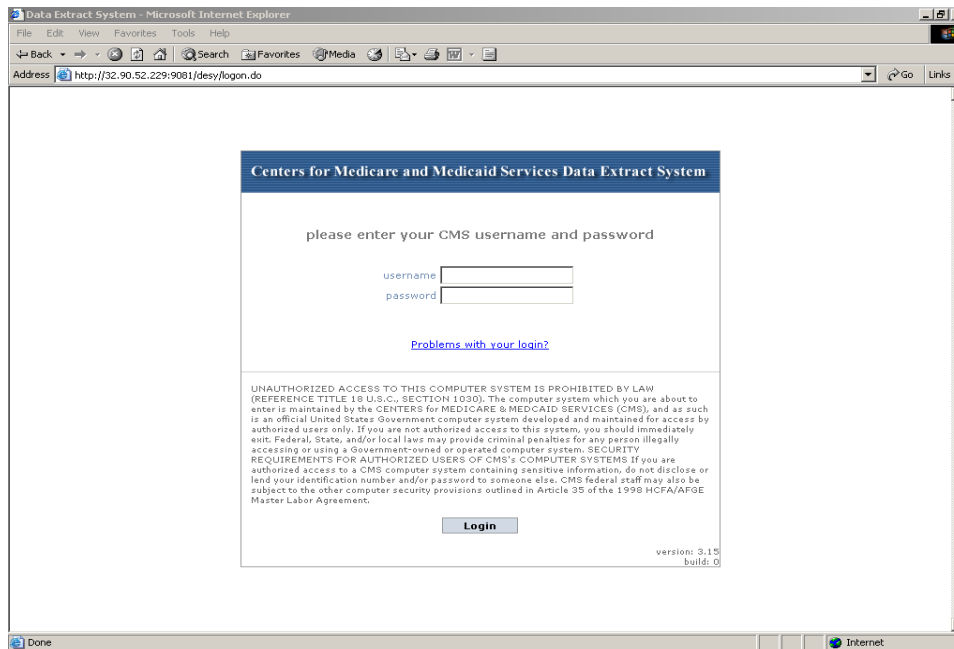 Data Extract System - Microsoft Internet Explorer
File Edit View Favorites Tools Help
Back Search Favorites Media
Address http://32.90.52.229:9081/desy/logon.do Go Links
Centers for Medicare and Medicaid Services Data Extract System
please enter your CMS username and password
username
password
Problems with your login?
UNAUTHORIZED ACCESS TO THIS COMPUTER SYSTEM IS PROHIBITED BY LAW
(REFERENCE TITLE 18 U.S.C., SECTION 1030). The computer system which you are about to
enter is maintained by the CENTERS for MEDICARE & MEDCAID SERVICES (CMS), and as such
is an official United States Government computer system developed and maintained for access by
authorized users only. If you are not authorized access to this system, you should immediately
exit. Federal, State, and/or local laws may provide criminal penalties for any person illegally
accessing or using a Government-owned or operated computer system. SECURITY
REQUIREMENTS FOR AUTHORIZED USERS OF CMS's COMPUTER SYSTEMS If you are
authorized access to a CMS computer system containing sensitive information, do not disclose or
lend your identification number and/or password to someone else. CMS federal staff may also be
subject to the other computer security provisions outlined in Article 35 of the 1998 HCFA/AFGE
Master Labor Agreement.
Login
version: 3.15
build: 0
Done Internet